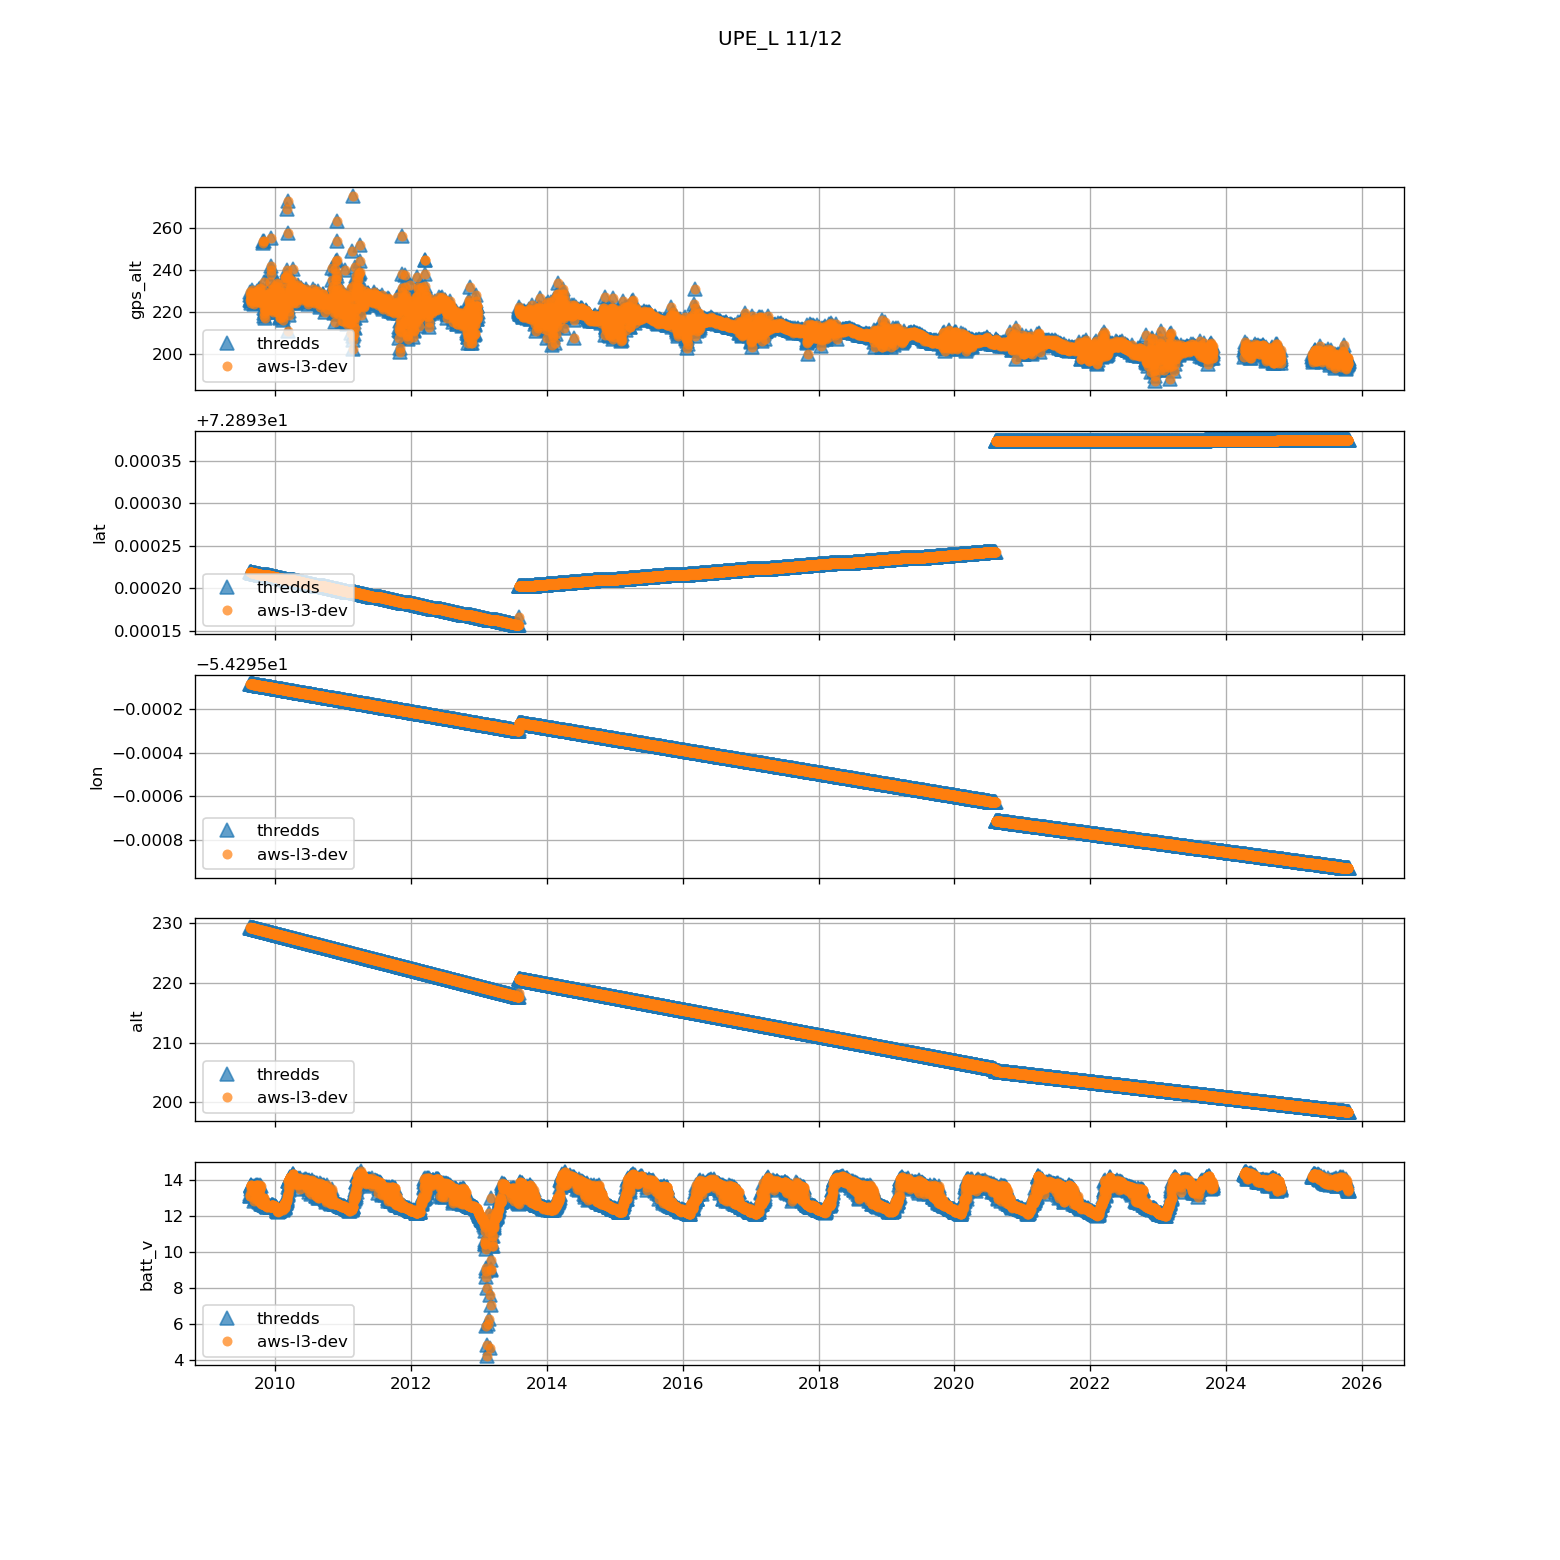 UPE_L 11/12
260
240
220
200
gps_alt
thredds
aws-l3-dev
+7.2893e1
0.00035
0.00030
0.00025
0.00020
0.00015
lat
thredds
aws-l3-dev
−5.4295e1
−0.0002
−0.0004
−0.0006
−0.0008
lon
thredds
aws-l3-dev
230
220
210
200
alt
thredds
aws-l3-dev
14
12
10
8
6
4
batt_v
thredds
aws-l3-dev
2010 2012 2014 2016 2018 2020 2022 2024 2026